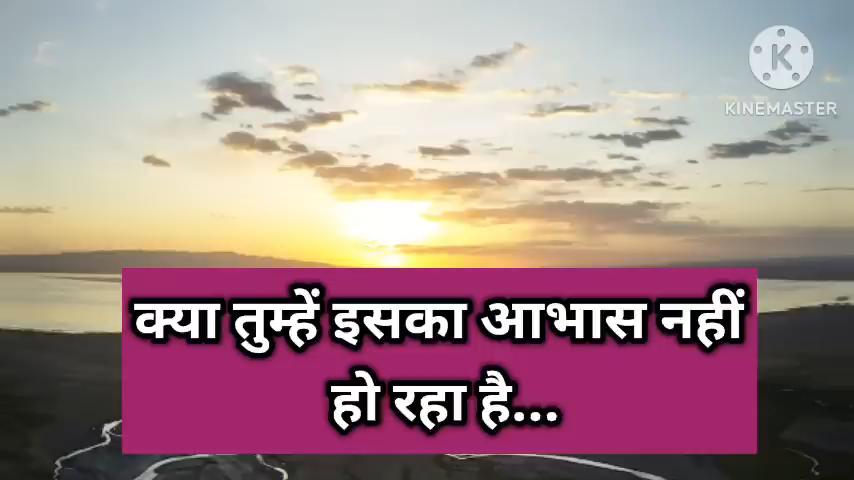 KINEMASTER
क्या तुम्हें इसका आभास नहीं
हो रहा है...